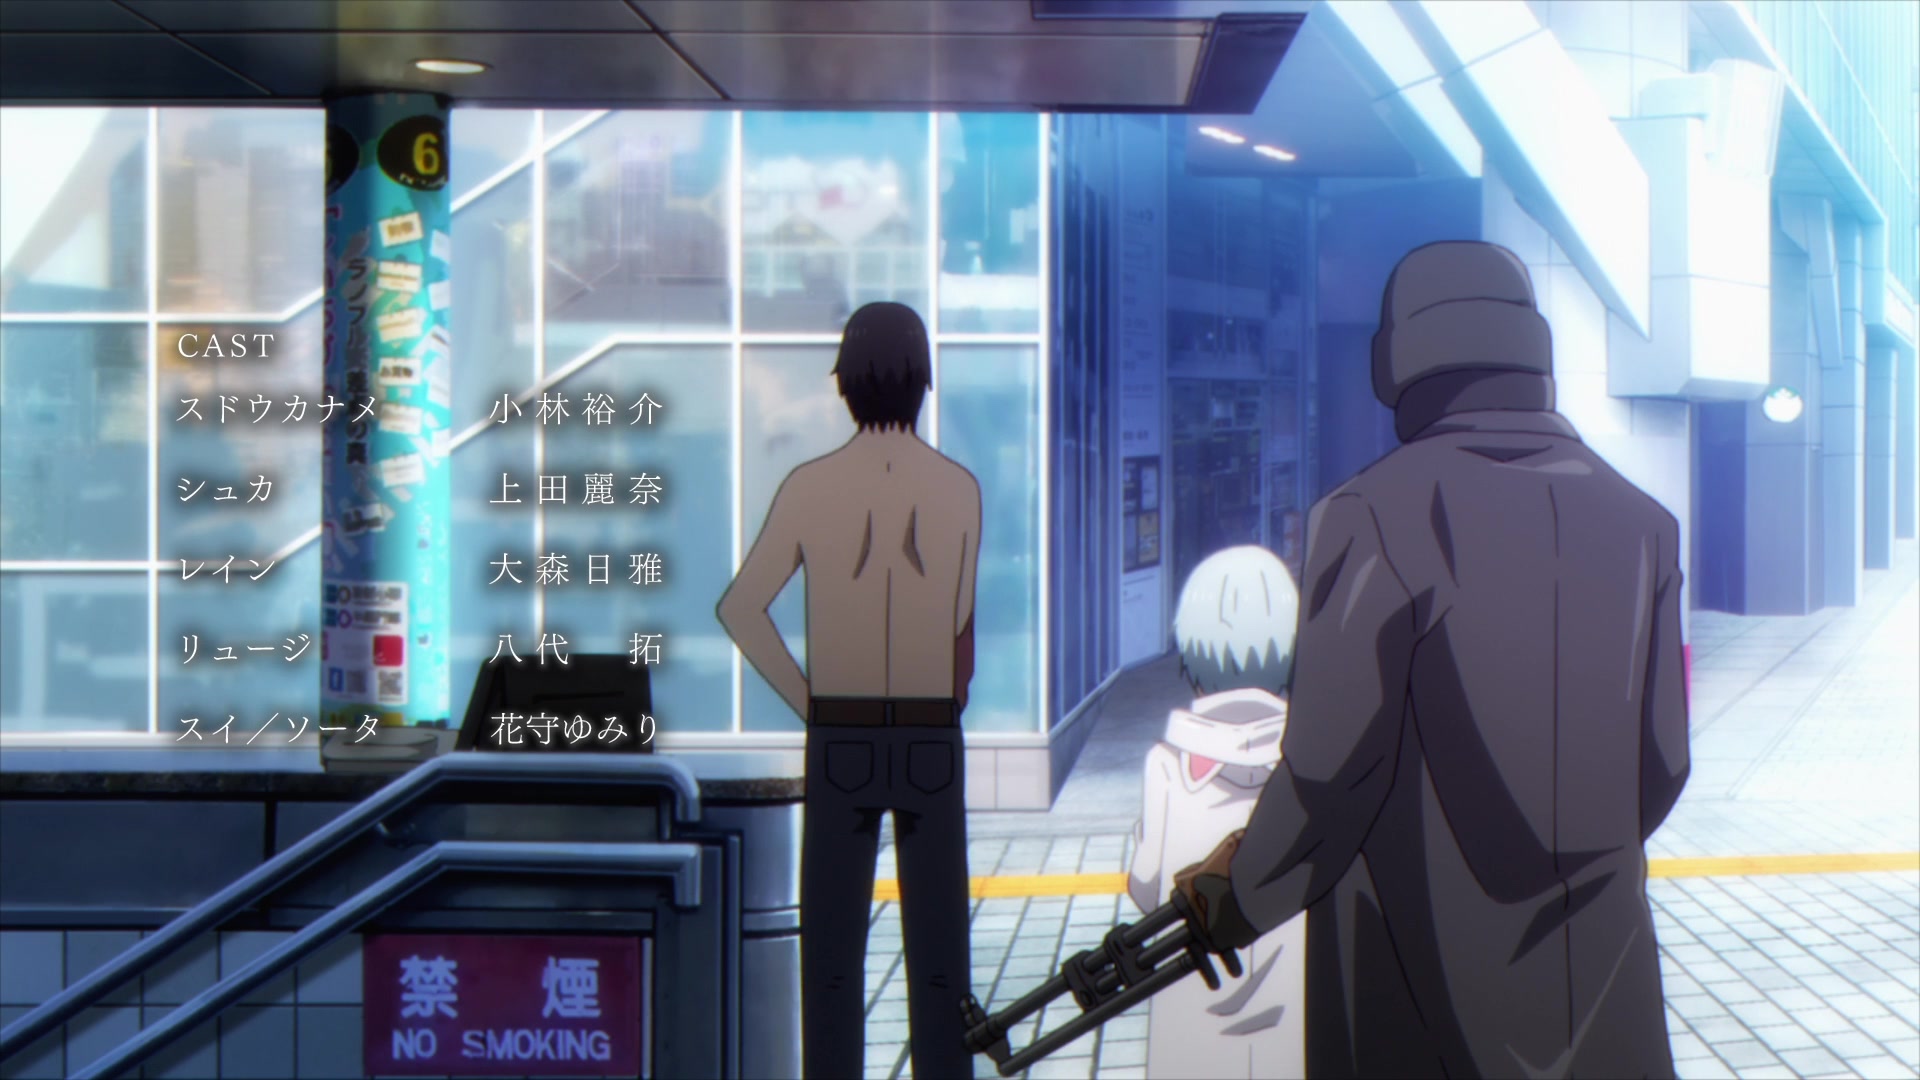 6
CAST
スドウカナメ 小林裕介
シュカ 上田麗奈
レイン 大森日雅
リュージ 八代 拓
スイ／ソータ 花守ゆみり
禁 煙
NO SMOKING